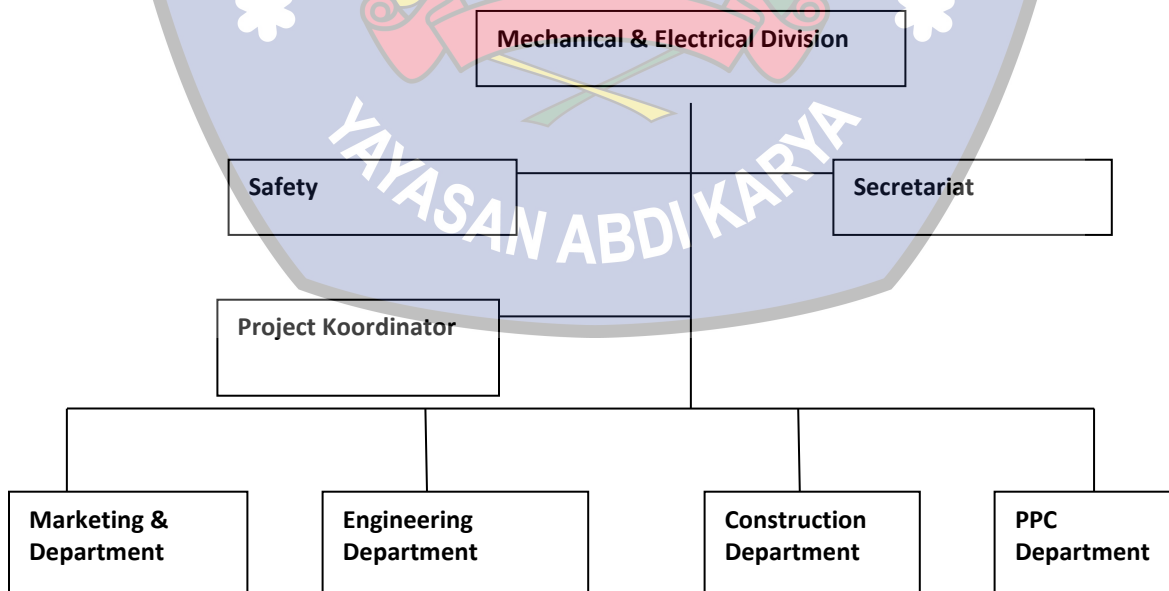 Mechanical & Electrical Division
YAYASAN ABDI KARYA
Safety
Secretariat
Project Koordinator
Marketing &
Department
Engineering
Department
Construction
Department
PPC
Department